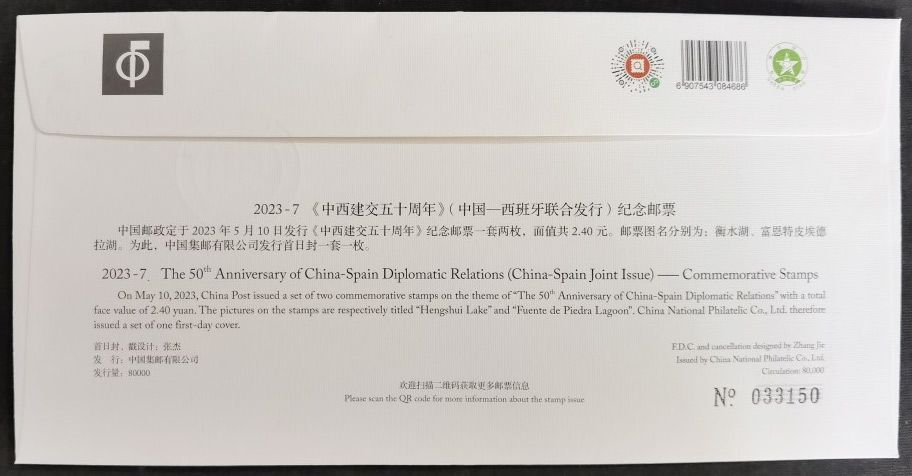 6 907543 084686
2023-7 《中西建交五十周年》（中国—西班牙联合发行）纪念邮票
中国邮政定于 2023 年 5 月 10 日发行《中西建交五十周年》纪念邮票一套两枚，面值共 2.40 元。邮票图名分别为：衡水湖、富恩特皮埃德
拉湖。为此，中国集邮有限公司发行首日封一套一枚。
2023-7. The 50th Anniversary of China-Spain Diplomatic Relations (China-Spain Joint Issue) — Commemorative Stamps
On May 10, 2023, China Post issued a set of two commemorative stamps on the theme of "The 50th Anniversary of China-Spain Diplomatic Relations" with a total
face value of 2.40 yuan. The pictures on the stamps are respectively titled "Hengshui Lake" and "Fuente de Piedra Lagoon". China National Philatelic Co., Ltd. therefore
issued a set of one first-day cover.
首日封、戳设计：张杰
发 行：中国集邮有限公司
发行量：80000
F.D.C. and cancellation designed by Zhang Jie
Issued by China National Philatelic Co., Ltd.
Circulation: 80,000
欢迎扫描二维码获取更多邮票信息
Please scan the QR code for more information about the stamp issue
Nº 033150